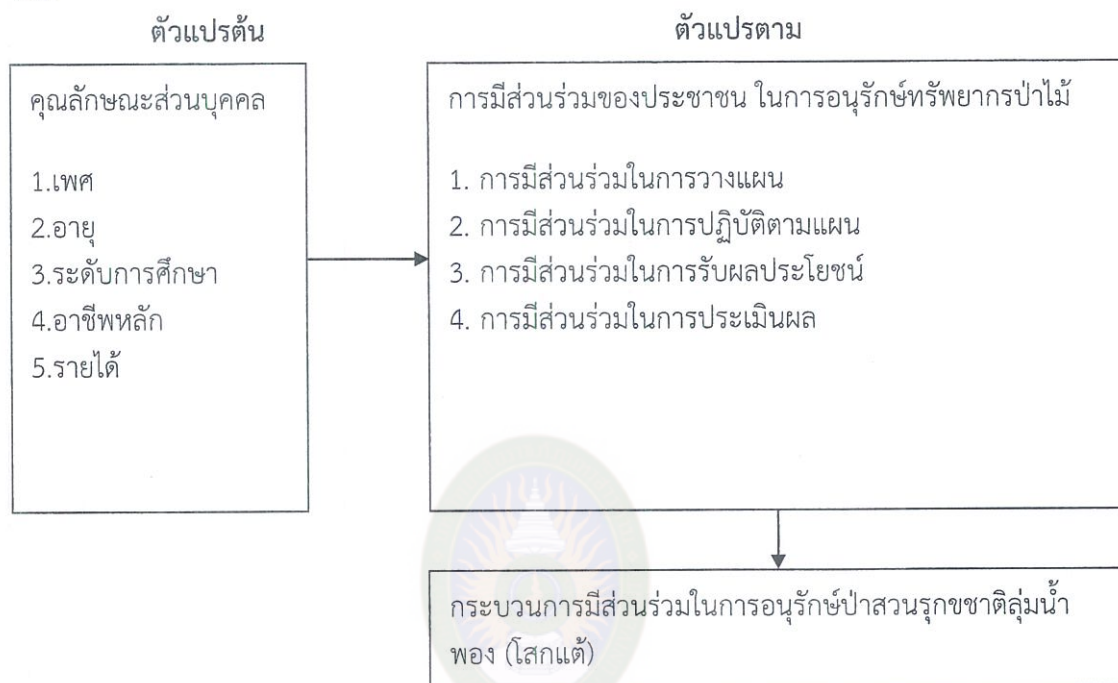 ตัวแปรต้น
คุณลักษณะส่วนบุคคล
1.เพศ
2.อายุ
3.ระดับการศึกษา
4.อาชีพหลัก
5.รายได้
ตัวแปรตาม
การมีส่วนร่วมของประชาชน ในการอนุรักษ์ทรัพยากรป่าไม้
1. การมีส่วนร่วมในการวางแผน
2. การมีส่วนร่วมในการปฏิบัติตามแผน
3. การมีส่วนร่วมในการรับผลประโยชน์
4. การมีส่วนร่วมในการประเมินผล
กระบวนการมีส่วนร่วมในการอนุรักษ์ป่าสวนรุกขชาติลุ่มน้ำ
พอง (โสกแต้)